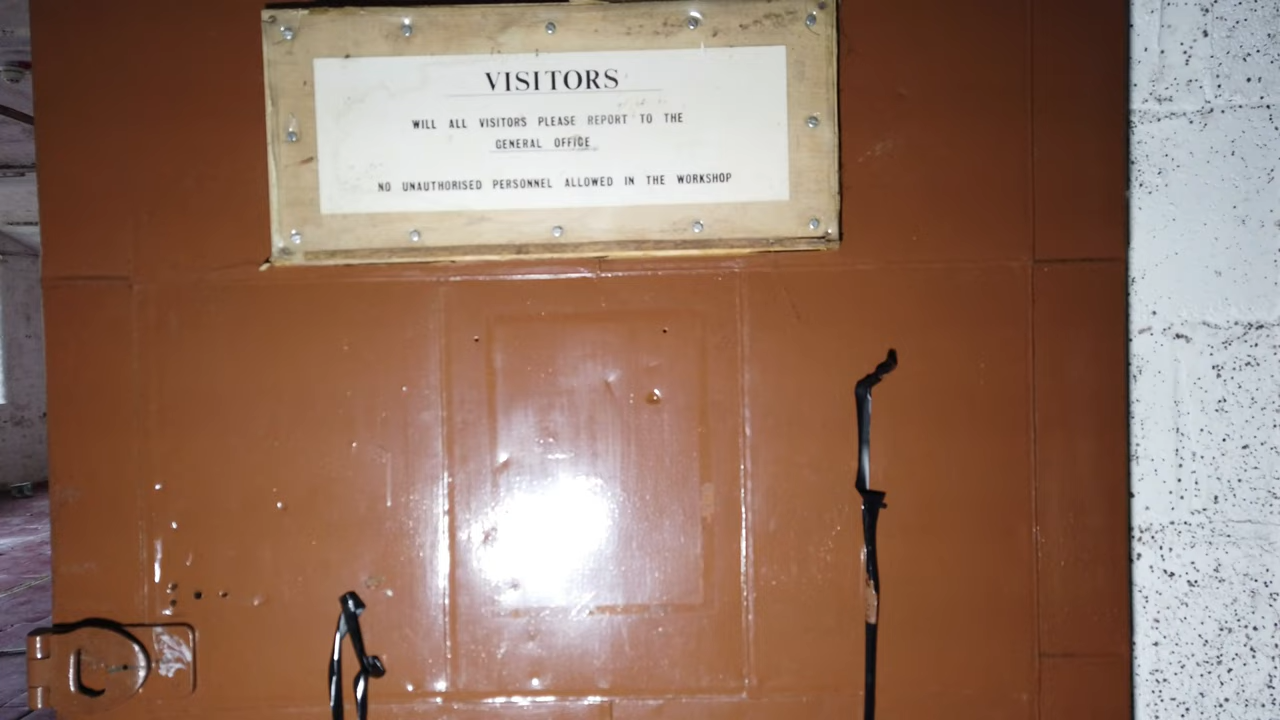 VISITORS
WILL ALL VISITORS PLEASE REPORT TO THE
GENERAL OFFICE
NO UNAUTHORISED PERSONNEL ALLOWED IN THE WORKSHOP